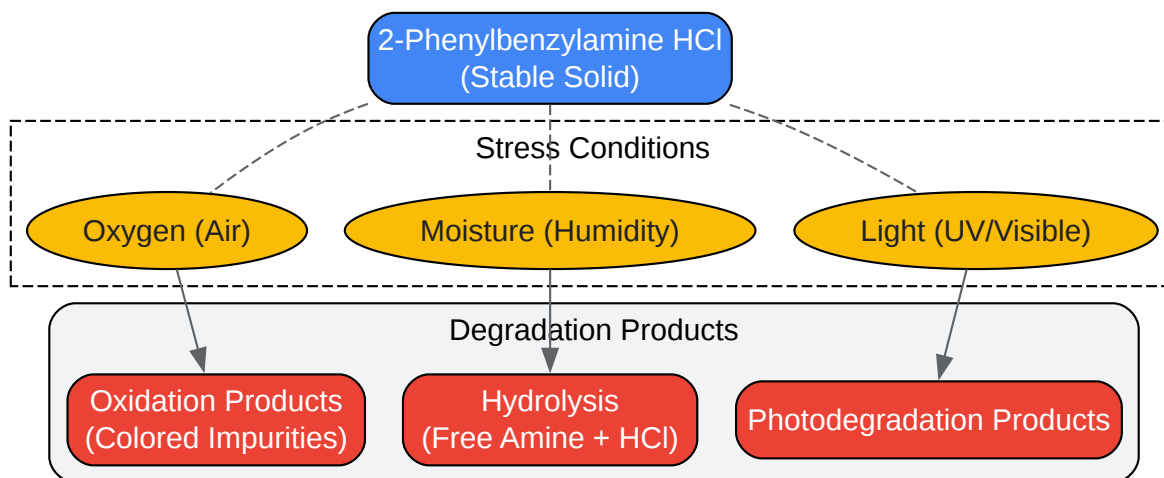 2-Phenylbenzylamine HCl
(Stable Solid)
Stress Conditions
Oxygen (Air)
Moisture (Humidity)
Light (UV/Visible)
Degradation Products
Oxidation Products
(Colored Impurities)
Hydrolysis
(Free Amine + HCl)
Photodegradation Products